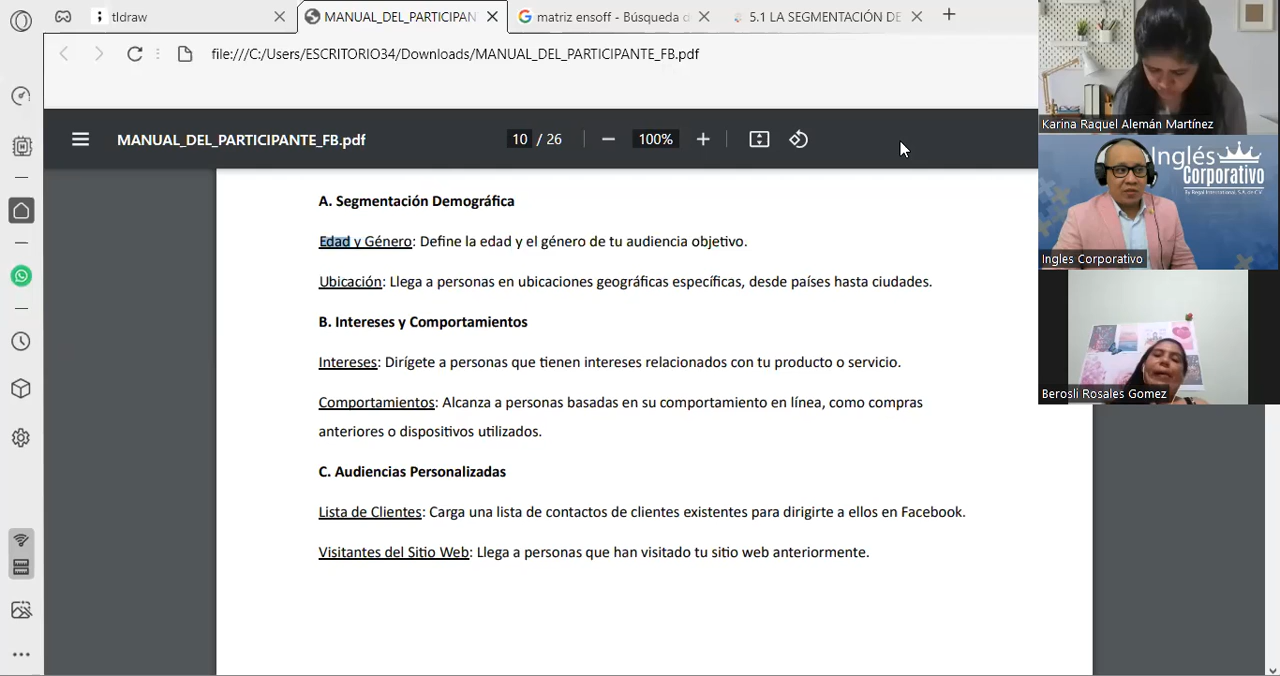 tldraw
MANUAL_DEL_PARTICIPAN
matriz ensoff - Búsqueda d
5.1 LA SEGMENTACIÓN DE
file:///C:/Users/ESCRITORIO34/Downloads/MANUAL_DEL_PARTICIPANTE_FB.pdf
MANUAL_DEL_PARTICIPANTE_FB.pdf
10 / 26
100%
A. Segmentación Demográfica
Edad y Género: Define la edad y el género de tu audiencia objetivo.
Ubicación: Llega a personas en ubicaciones geográficas específicas, desde países hasta ciudades.
B. Intereses y Comportamientos
Intereses: Dirígete a personas que tienen intereses relacionados con tu producto o servicio.
Comportamientos: Alcanza a personas basadas en su comportamiento en línea, como compras
anteriores o dispositivos utilizados.
C. Audiencias Personalizadas
Lista de Clientes: Carga una lista de contactos de clientes existentes para dirigirte a ellos en Facebook.
Visitantes del Sitio Web: Llega a personas que han visitado tu sitio web anteriormente.
Karina Raquel Alemán Martínez
Inglés
Corporativo
By Regal International, S.A. de C.V.
Ingles Corporativo
Berosli Rosales Gomez